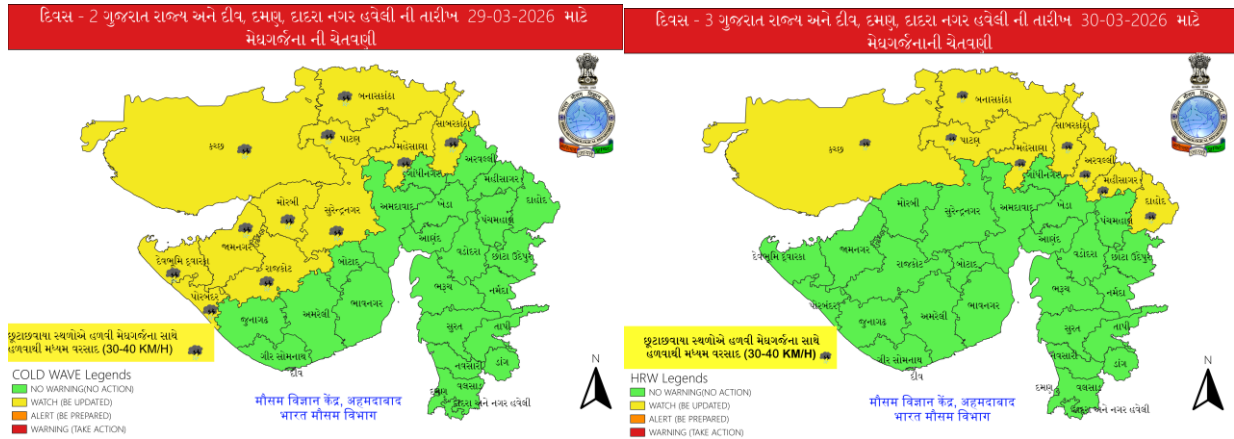 દિવસ - 2 ગુજરાત રાજ્ય અને દીવ, દમણ, દાદરા નગર હવેલી ની તારીખ 29-03-2026 માટે
મેઘગર્જના ની ચેતવણી
બનાસકાંઠા
પાટણ
સાબરકાંઠા
મહેસાણા
કચ્છ
અરવલ્લી
ગાંધીનગર
મહીસાગર
મોરબી
સુરેન્દ્રનગર
અમદાવાદ
ખેડા
દાહોદ
પંચમહાલ
જામનગર
આણંદ
વડોદરા
છોટા ઉદેપુર
દેવભૂમિ દ્વારકા
રાજકોટ
બોટાદ
પોરબંદર
ભરૂચ
નર્મદા
જુનાગઢ
અમરેલી
ભાવનગર
સુરત
તાપી
ગીર સોમનાથ
દીવ
નવસારી
ડાંગ
વલસાડ
દમણ
દાદરા અને નગર હવેલી
છૂટાછવાયા સ્થળોએ હળવી મેઘગર્જના સાથે
હળવાથી મધ્યમ વરસાદ (30-40 KM/H)
COLD WAVE Legends
NO WARNING(NO ACTION)
WATCH (BE UPDATED)
ALERT (BE PREPARED)
WARNING (TAKE ACTION)
मौसम विज्ञान केंद्र, अहमदाबाद
भारत मौसम विभाग
N
દિવસ - 3 ગુજરાત રાજ્ય અને દીવ, દમણ, દાદરા નગર હવેલી ની તારીખ 30-03-2026 માટે
મેઘગર્જનાની ચેતવણી
બનાસકાંઠા
પાટણ
સાબરકાંઠા
મહેસાણા
કચ્છ
અરવલ્લી
ગાંધીનગર
મહીસાગર
મોરબી
સુરેન્દ્રનગર
અમદાવાદ
ખેડા
દાહોદ
પંચમહાલ
જામનગર
આણંદ
વડોદરા
છોટા ઉદેપુર
દેવભૂમિ દ્વારકા
રાજકોટ
બોટાદ
પોરબંદર
ભરૂચ
નર્મદા
જુનાગઢ
અમરેલી
ભાવનગર
સુરત
તાપી
ગીર સોમનાથ
દીવ
નવસારી
ડાંગ
વલસાડ
દમણ
દાદરા અને નગર હવેલી
છૂટાછવાયા સ્થળોએ હળવી મેઘગર્જના સાથે
હળવાથી મધ્યમ વરસાદ (30-40 KM/H)
HRW Legends
NO WARNING(NO ACTION)
WATCH (BE UPDATED)
ALERT (BE PREPARED)
WARNING (TAKE ACTION)
मौसम विज्ञान केंद्र, अहमदाबाद
भारत मौसम विभाग
N